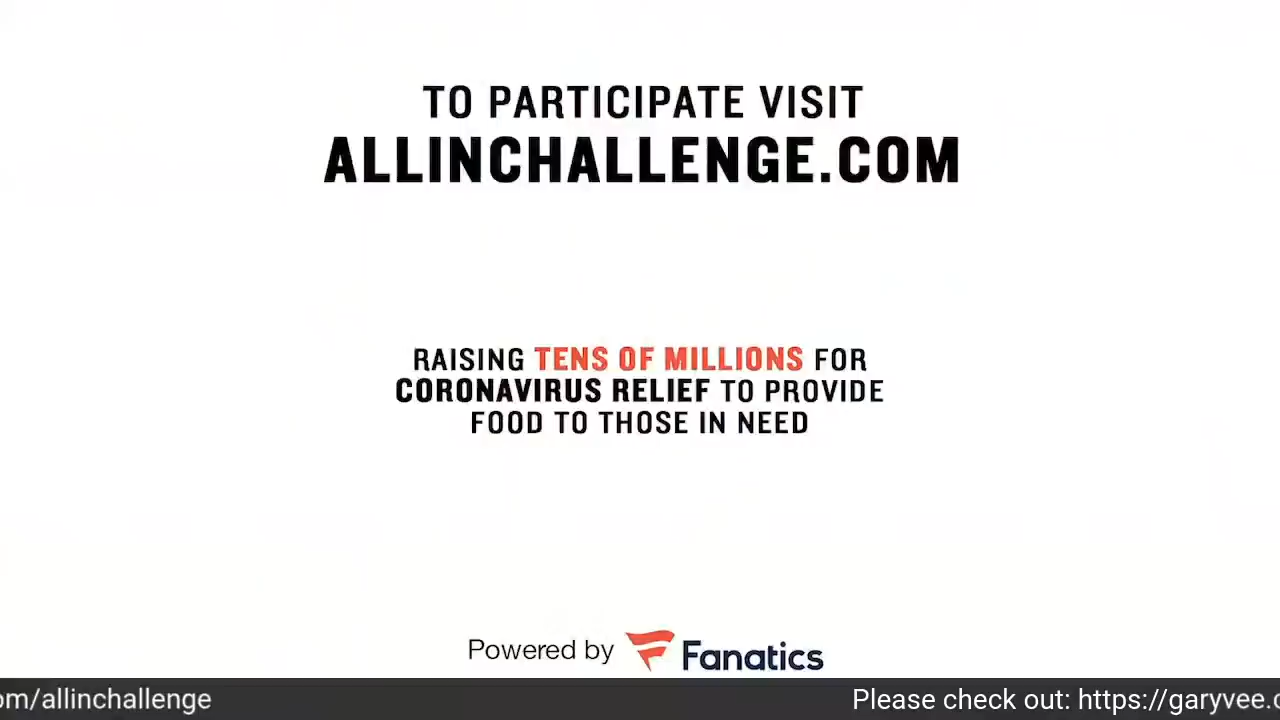 TO PARTICIPATE VISIT
ALLINCHALLENGE.COM
RAISING TENS OF MILLIONS FOR
CORONAVIRUS RELIEF TO PROVIDE
FOOD TO THOSE IN NEED
Powered by Fanatics
om/allinchallenge Please check out: https://garyvee.c